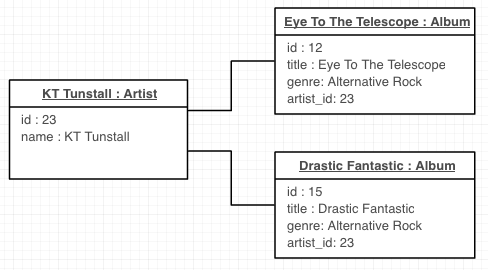 KT Tunstall : Artist
id : 23
name : KT Tunstall
Eye To The Telescope : Album
id : 12
title : Eye To The Telescope
genre: Alternative Rock
artist_id: 23
Drastic Fantastic : Album
id : 15
title : Drastic Fantastic
genre: Alternative Rock
artist_id: 23